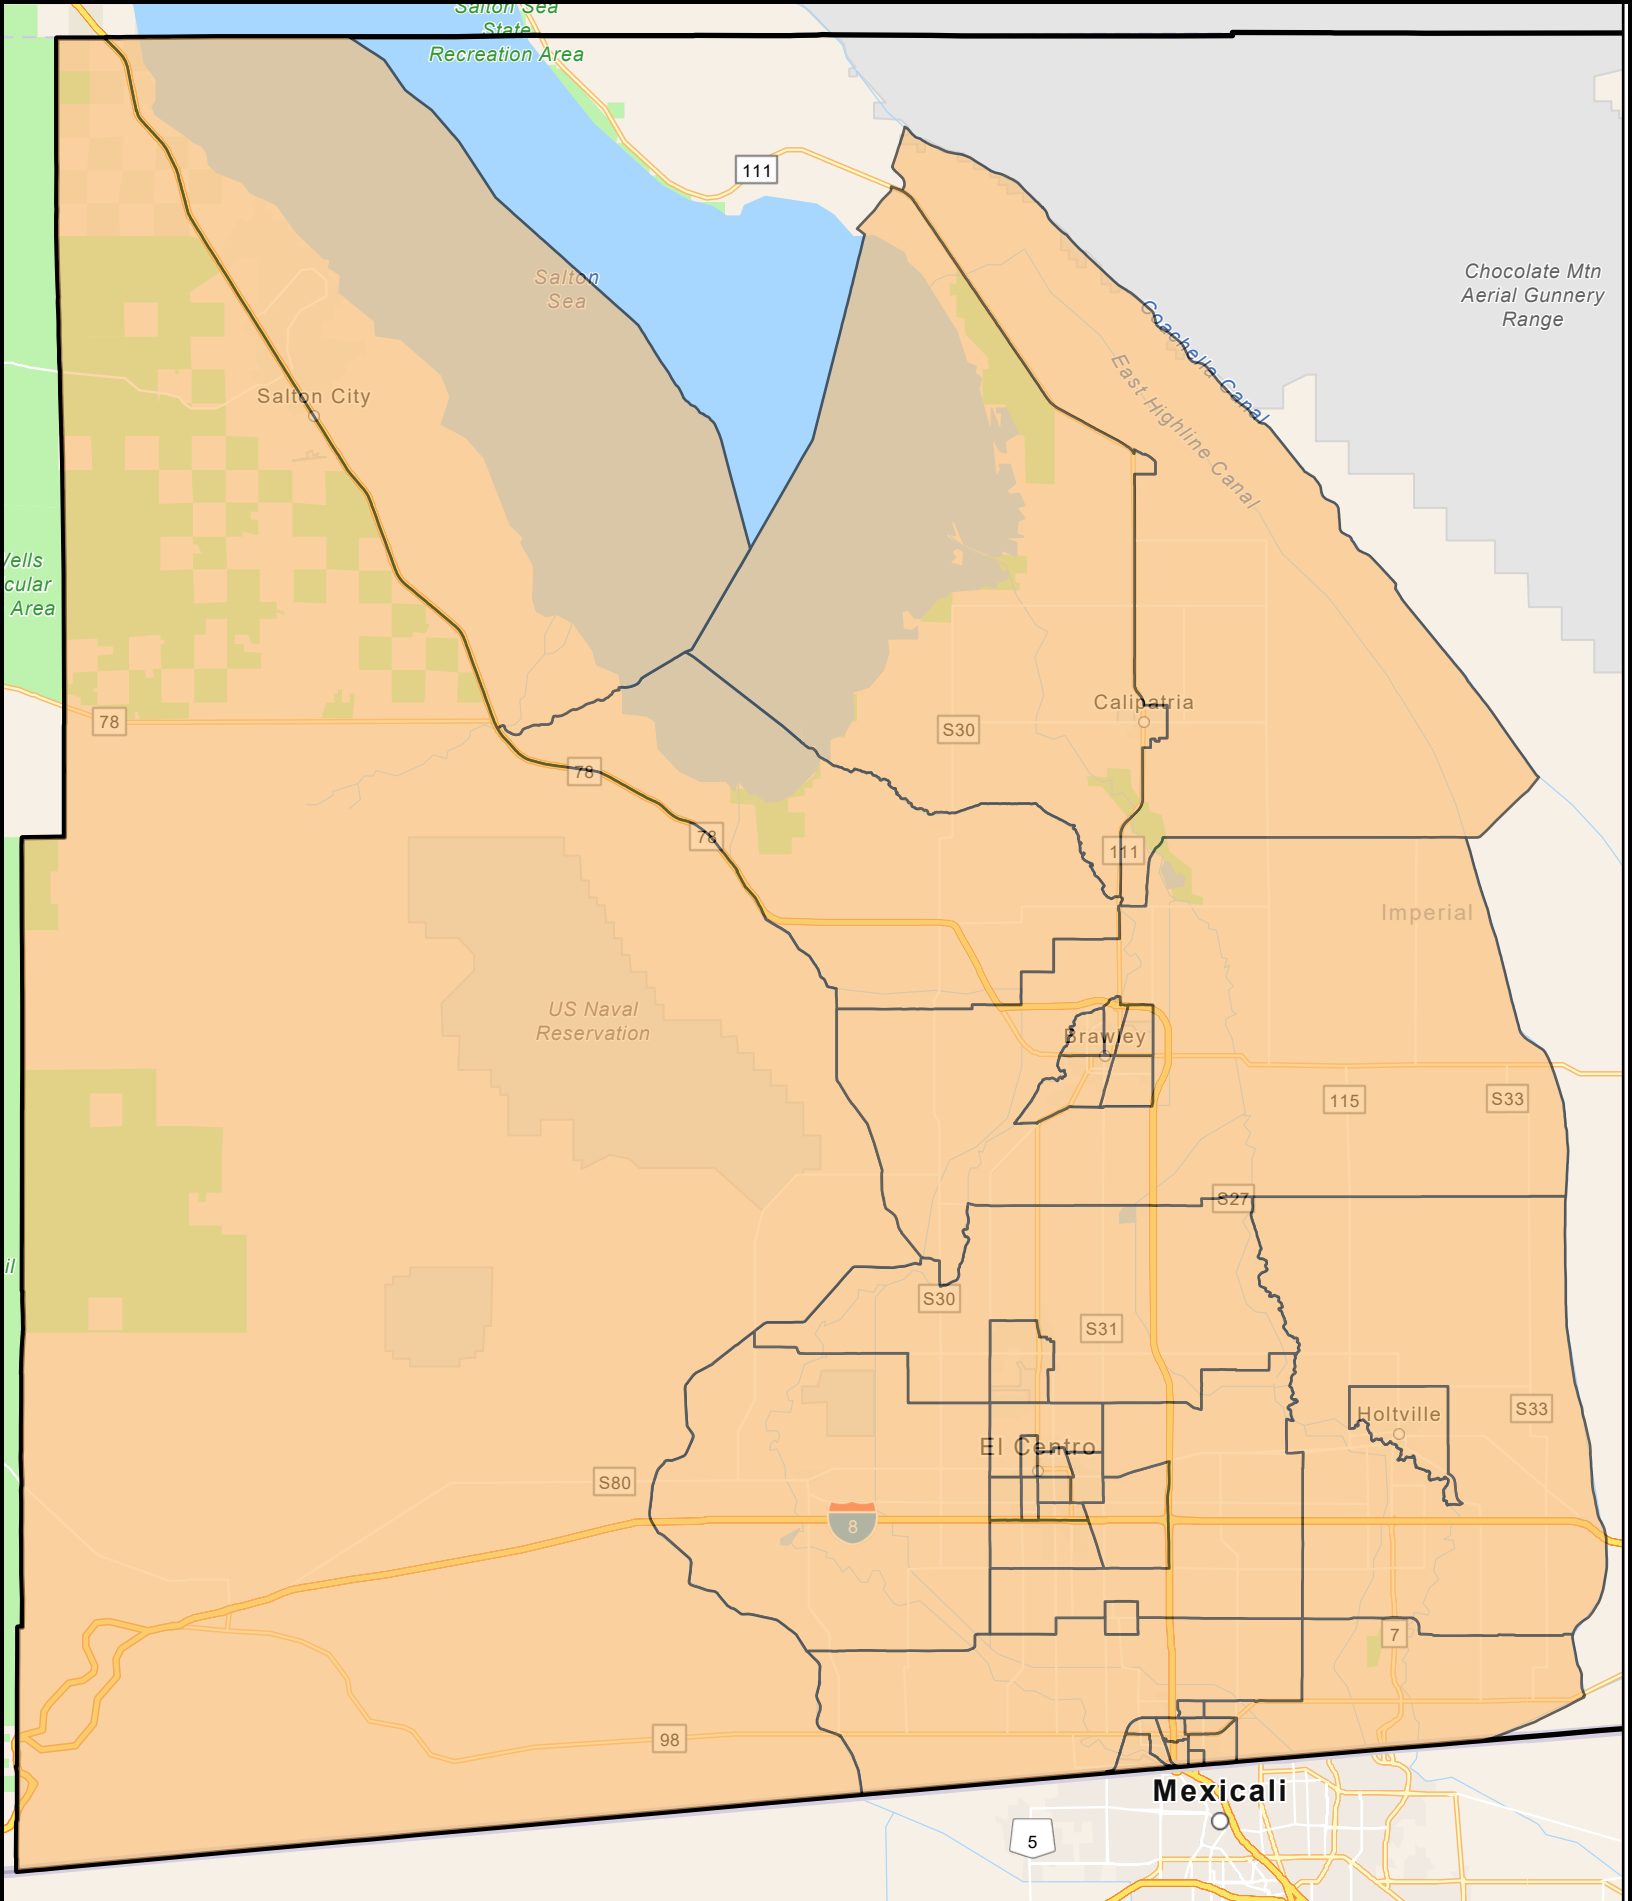 Salton Sea
State
Recreation Area
111
Chocolate Mtn
Aerial Gunnery
Range
Salton
Sea
Coachella Canal
East Highline Canal
Salton City
Wells
cular
Area
78
Calipatria
S30
78
78
111
Imperial
US Naval
Reservation
Brawley
115
S33
S27
il
S30
S31
Holtville
S33
El Centro
S80
8
7
98
Mexicali
5